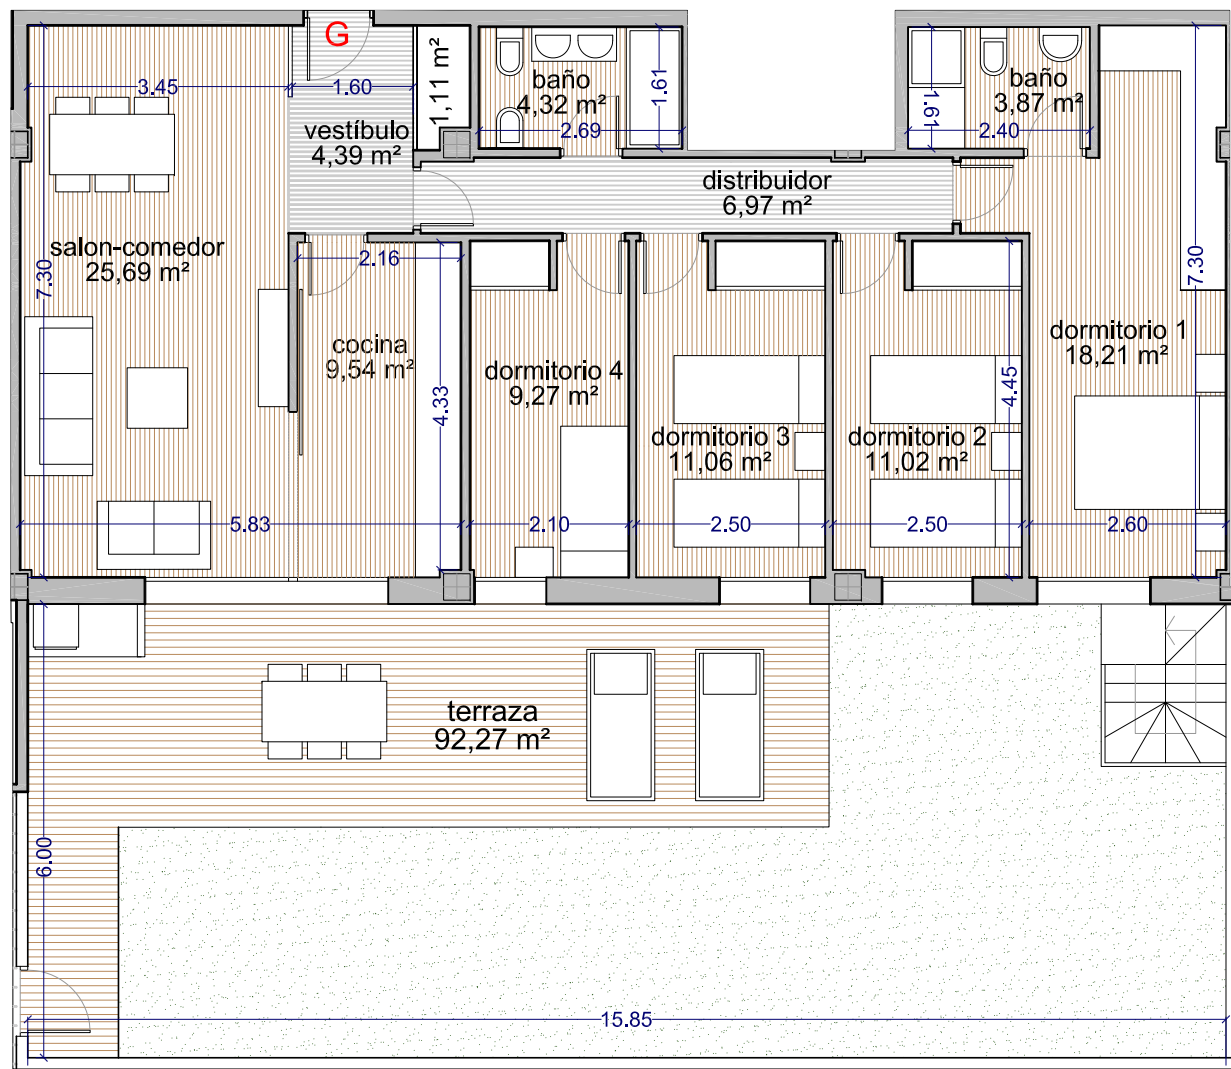 G
3.45
1.60
1,11 m²
baño
4,32 m²
1.61
2.69
baño
3,87 m²
1.61
2.40
vestíbulo
4,39 m²
distribuidor
6,97 m²
salon-comedor
25,69 m²
7.30
2.16
7.30
cocina
9,54 m²
4.33
dormitorio 4
9,27 m²
dormitorio 3
11,06 m²
dormitorio 2
11,02 m²
4.45
dormitorio 1
18,21 m²
5.83
2.10
2.50
2.50
2.60
terraza
92,27 m²
6.00
15.85